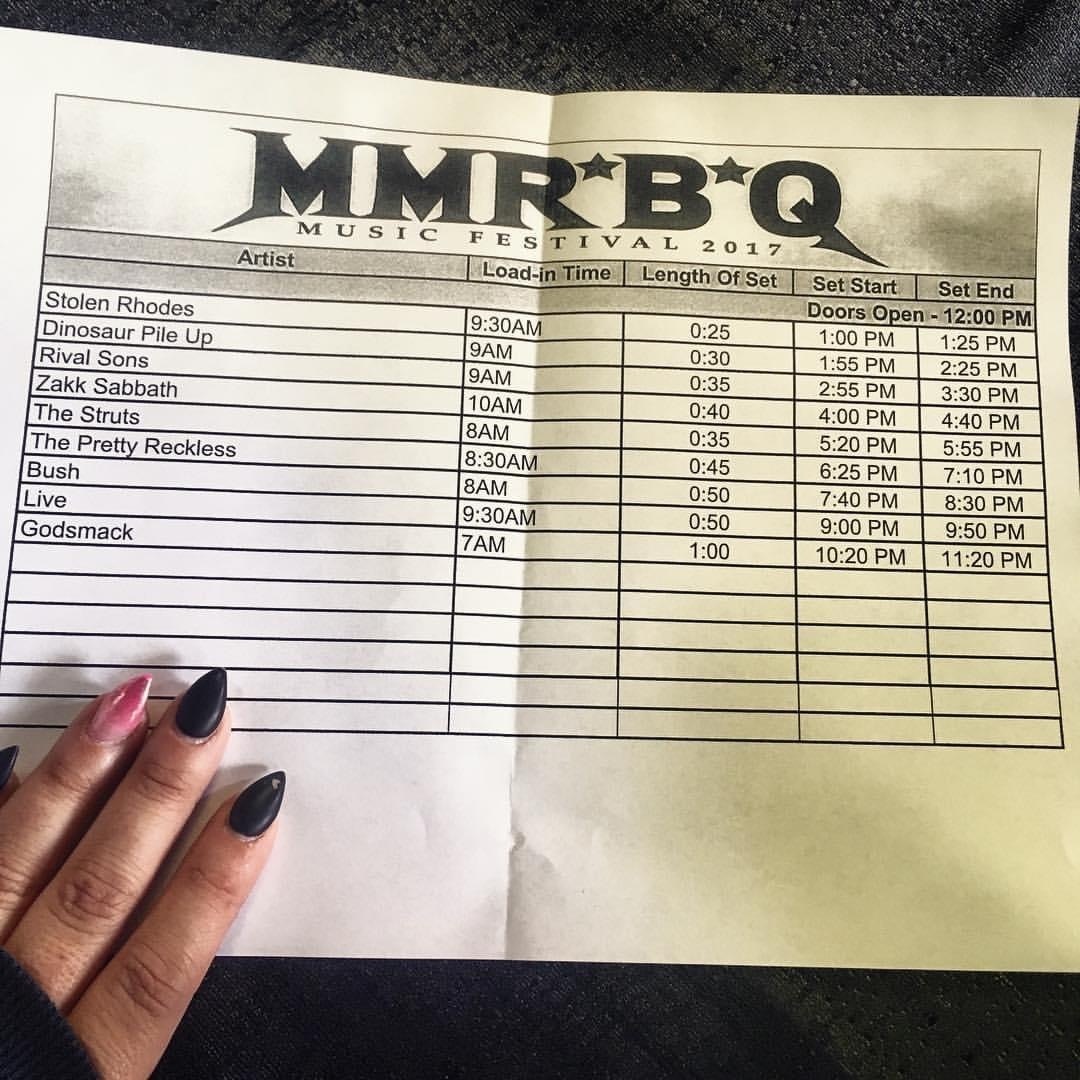 MMR*B*Q
MUSIC FESTIVAL 2017
Artist Load-in Time Length Of Set Set Start Set End
Doors Open - 12:00 PM
Stolen Rhodes 9:30AM 0:25 1:00 PM 1:25 PM
Dinosaur Pile Up 9AM 0:30 1:55 PM 2:25 PM
Rival Sons 9AM 0:35 2:55 PM 3:30 PM
Zakk Sabbath 10AM 0:40 4:00 PM 4:40 PM
The Struts 8AM 0:35 5:20 PM 5:55 PM
The Pretty Reckless 8:30AM 0:45 6:25 PM 7:10 PM
Bush 8AM 0:50 7:40 PM 8:30 PM
Live 9:30AM 0:50 9:00 PM 9:50 PM
Godsmack 7AM 1:00 10:20 PM 11:20 PM